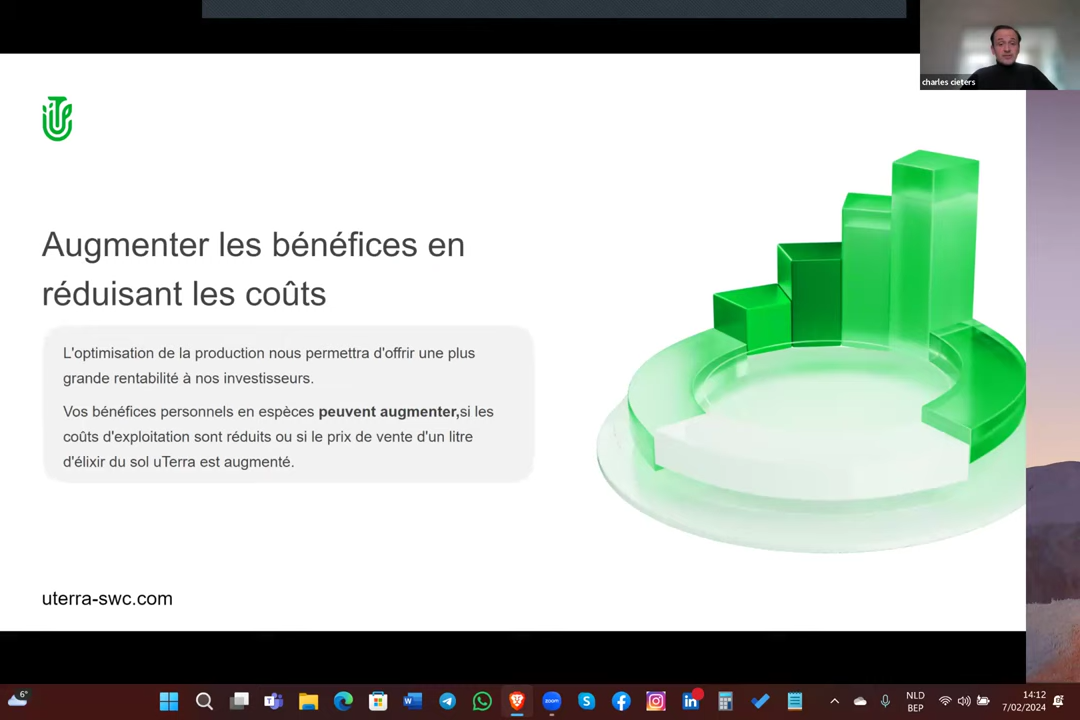 charles cieters
Augmenter les bénéfices en
réduisant les coûts
L'optimisation de la production nous permettra d'offrir une plus
grande rentabilité à nos investisseurs.
Vos bénéfices personnels en espèces peuvent augmenter,si les
coûts d'exploitation sont réduits ou si le prix de vente d'un litre
d'élixir du sol uTerra est augmenté.
uterra-swc.com
6°
zoom
NLD
BEP
14:12
7/02/2024